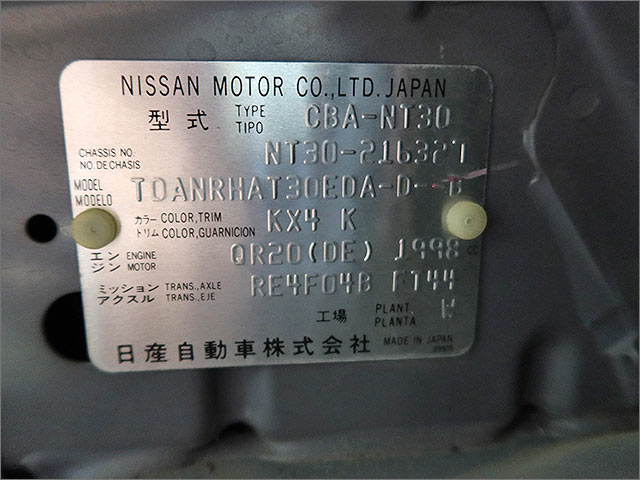 NISSAN MOTOR CO.,LTD.JAPAN
型式 TYPE TIPO CBA-NT30
CHASSIS NO. NO.DE CHASIS NT30-216327
MODEL MODELO TDANRHAT30EDA-D--
カラー COLOR,TRIM
トリム COLOR,GUARNICION KX4 K
エンジン ENGINE MOTOR QR20(DE) 1998 cc
ミッション TRANS.,AXLE
アクスル TRANS.,EJE RE4F04B FT44
工場 PLANT PLANTA
日産自動車株式会社 MADE IN JAPAN